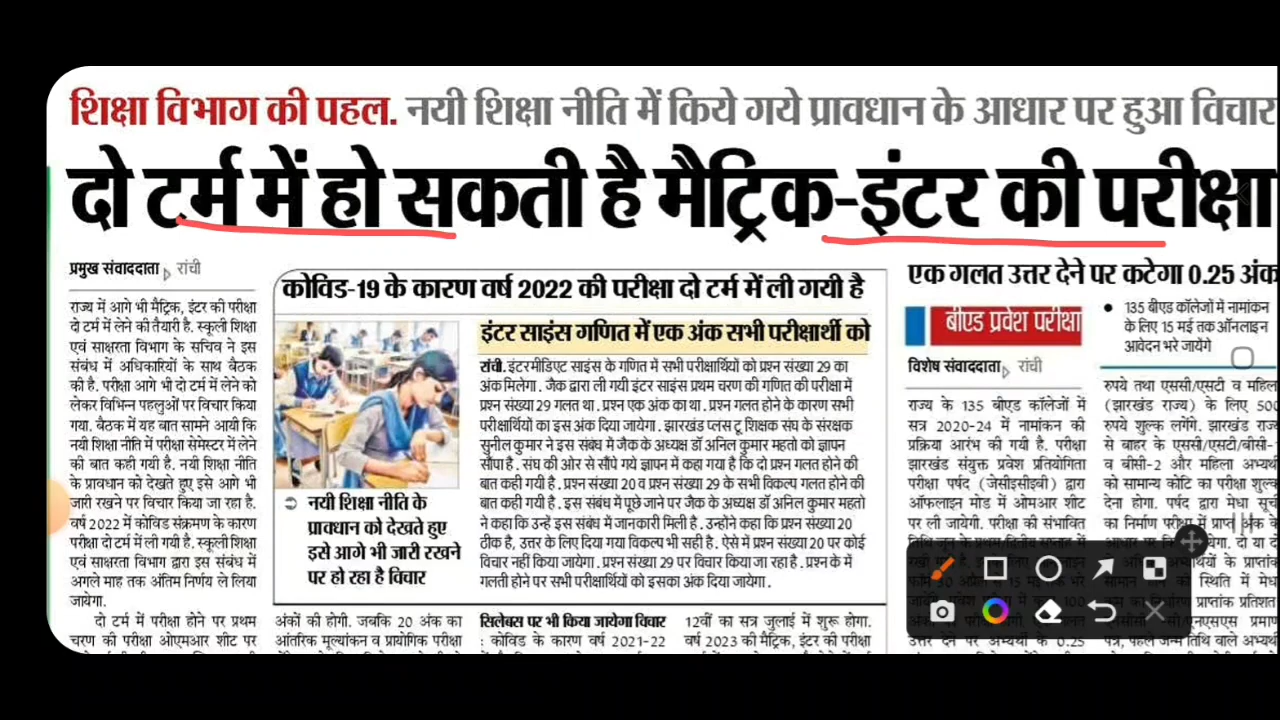 शिक्षा विभाग की पहल. नयी शिक्षा नीति में किये गये प्रावधान के आधार पर हुआ विचार
दो टर्म में हो सकती है मैट्रिक-इंटर की परीक्षा
प्रमुख संवाददाता रांची
राज्य में आगे भी मैट्रिक, इंटर की परीक्षा
दो टर्म में लेने की तैयारी है. स्कूली शिक्षा
एवं साक्षरता विभाग के सचिव ने इस
संबंध में अधिकारियों के साथ बैठक
की है. परीक्षा आगे भी दो टर्म में लेने को
लेकर विभिन्न पहलुओं पर विचार किया
गया. बैठक में यह बात सामने आयी कि
नयी शिक्षा नीति में परीक्षा सेमेस्टर में लेने
की बात कही गयी है. नयी शिक्षा नीति
के प्रावधान को देखते हुए इसे आगे भी
जारी रखने पर विचार किया जा रहा है.
वर्ष 2022 में कोविड संक्रमण के कारण
परीक्षा दो टर्म में ली गयी है. स्कूली शिक्षा
एवं साक्षरता विभाग द्वारा इस संबंध में
अगले माह तक अंतिम निर्णय ले लिया
जायेगा.
दो टर्म में परीक्षा होने पर प्रथम
चरण की परीक्षा ओएमआर शीट पर
कोविड-19 के कारण वर्ष 2022 की परीक्षा दो टर्म में ली गयी है
नयी शिक्षा नीति के
प्रावधान को देखते हुए
इसे आगे भी जारी रखने
पर हो रहा है विचार
इंटर साइंस गणित में एक अंक सभी परीक्षार्थी को
रांची. इंटरमीडिएट साइंस के गणित में सभी परीक्षार्थियों को प्रश्न संख्या 29 का
अंक मिलेगा. जैक द्वारा ली गयी इंटर साइंस प्रथम चरण की गणित की परीक्षा में
प्रश्न संख्या 29 गलत था. प्रश्न एक अंक का था. प्रश्न गलत होने के कारण सभी
परीक्षार्थियों का इस अंक दिया जायेगा. झारखंड प्लस टू शिक्षक संघ के संरक्षक
सुनील कुमार ने इस संबंध में जैक के अध्यक्ष डॉ अनिल कुमार महतो को ज्ञापन
सौंपा है. संघ की ओर से सौंपे गये ज्ञापन में कहा गया है कि दो प्रश्न गलत होने की
बात कही गयी है. प्रश्न संख्या 20 व प्रश्न संख्या 29 के सभी विकल्प गलत होने की
बात कही गयी है. इस संबंध में पूछे जाने पर जैक के अध्यक्ष डॉ अनिल कुमार महतो
ने कहा कि उन्हें इस संबंध में जानकारी मिली है. उन्होंने कहा कि प्रश्न संख्या 20
ठीक है, उत्तर के लिए दिया गया विकल्प भी सही है. ऐसे में प्रश्न संख्या 20 पर कोई
विचार नहीं किया जायेगा. प्रश्न संख्या 29 पर विचार किया जा रहा है. प्रश्न के में
गलती होने पर सभी परीक्षार्थियों को इसका अंक दिया जायेगा.
अंकों की होगी. जबकि 20 अंक का
आंतरिक मूल्यांकन व प्रायोगिक परीक्षा
सिलेबस पर भी किया जायेगा विचार
: कोविड के कारण वर्ष 2021-22
12वीं का सत्र जुलाई में शुरू होगा.
वर्ष 2023 की मैट्रिक, इंटर की परीक्षा
एक गलत उत्तर देने पर कटेगा 0.25 अंक
बीएड प्रवेश परीक्षा
विशेष संवाददाता रांची
राज्य के 135 बीएड कॉलेजों में
सत्र 2020-24 में नामांकन की
प्रक्रिया आरंभ की गयी है. परीक्षा
झारखंड संयुक्त प्रवेश प्रतियोगिता
परीक्षा पर्षद (जेसीइसीईबी) द्वारा
ऑफलाइन मोड में ओमआर शीट
पर ली जायेगी. परीक्षा की संभावित
उत्तर देने पर अभ्यर्थी के 0.25
135 बीएड कॉलेजों में नामांकन
के लिए 15 मई तक ऑनलाइन
आवेदन भरे जायेंगे
रुपये तथा एससी/एसटी व महिला
(झारखंड राज्य) के लिए 500
रुपये शुल्क लगेंगे. झारखंड राज्य
से बाहर के एससी/एसटी/बीसी-
व बीसी-2 और महिला अभ्यर्थी
को सामान्य कोटि का परीक्षा शुल्क
देना होगा. पर्षद द्वारा मेधा सूची
का निर्माण परीक्षा में प्राप्त अंक के